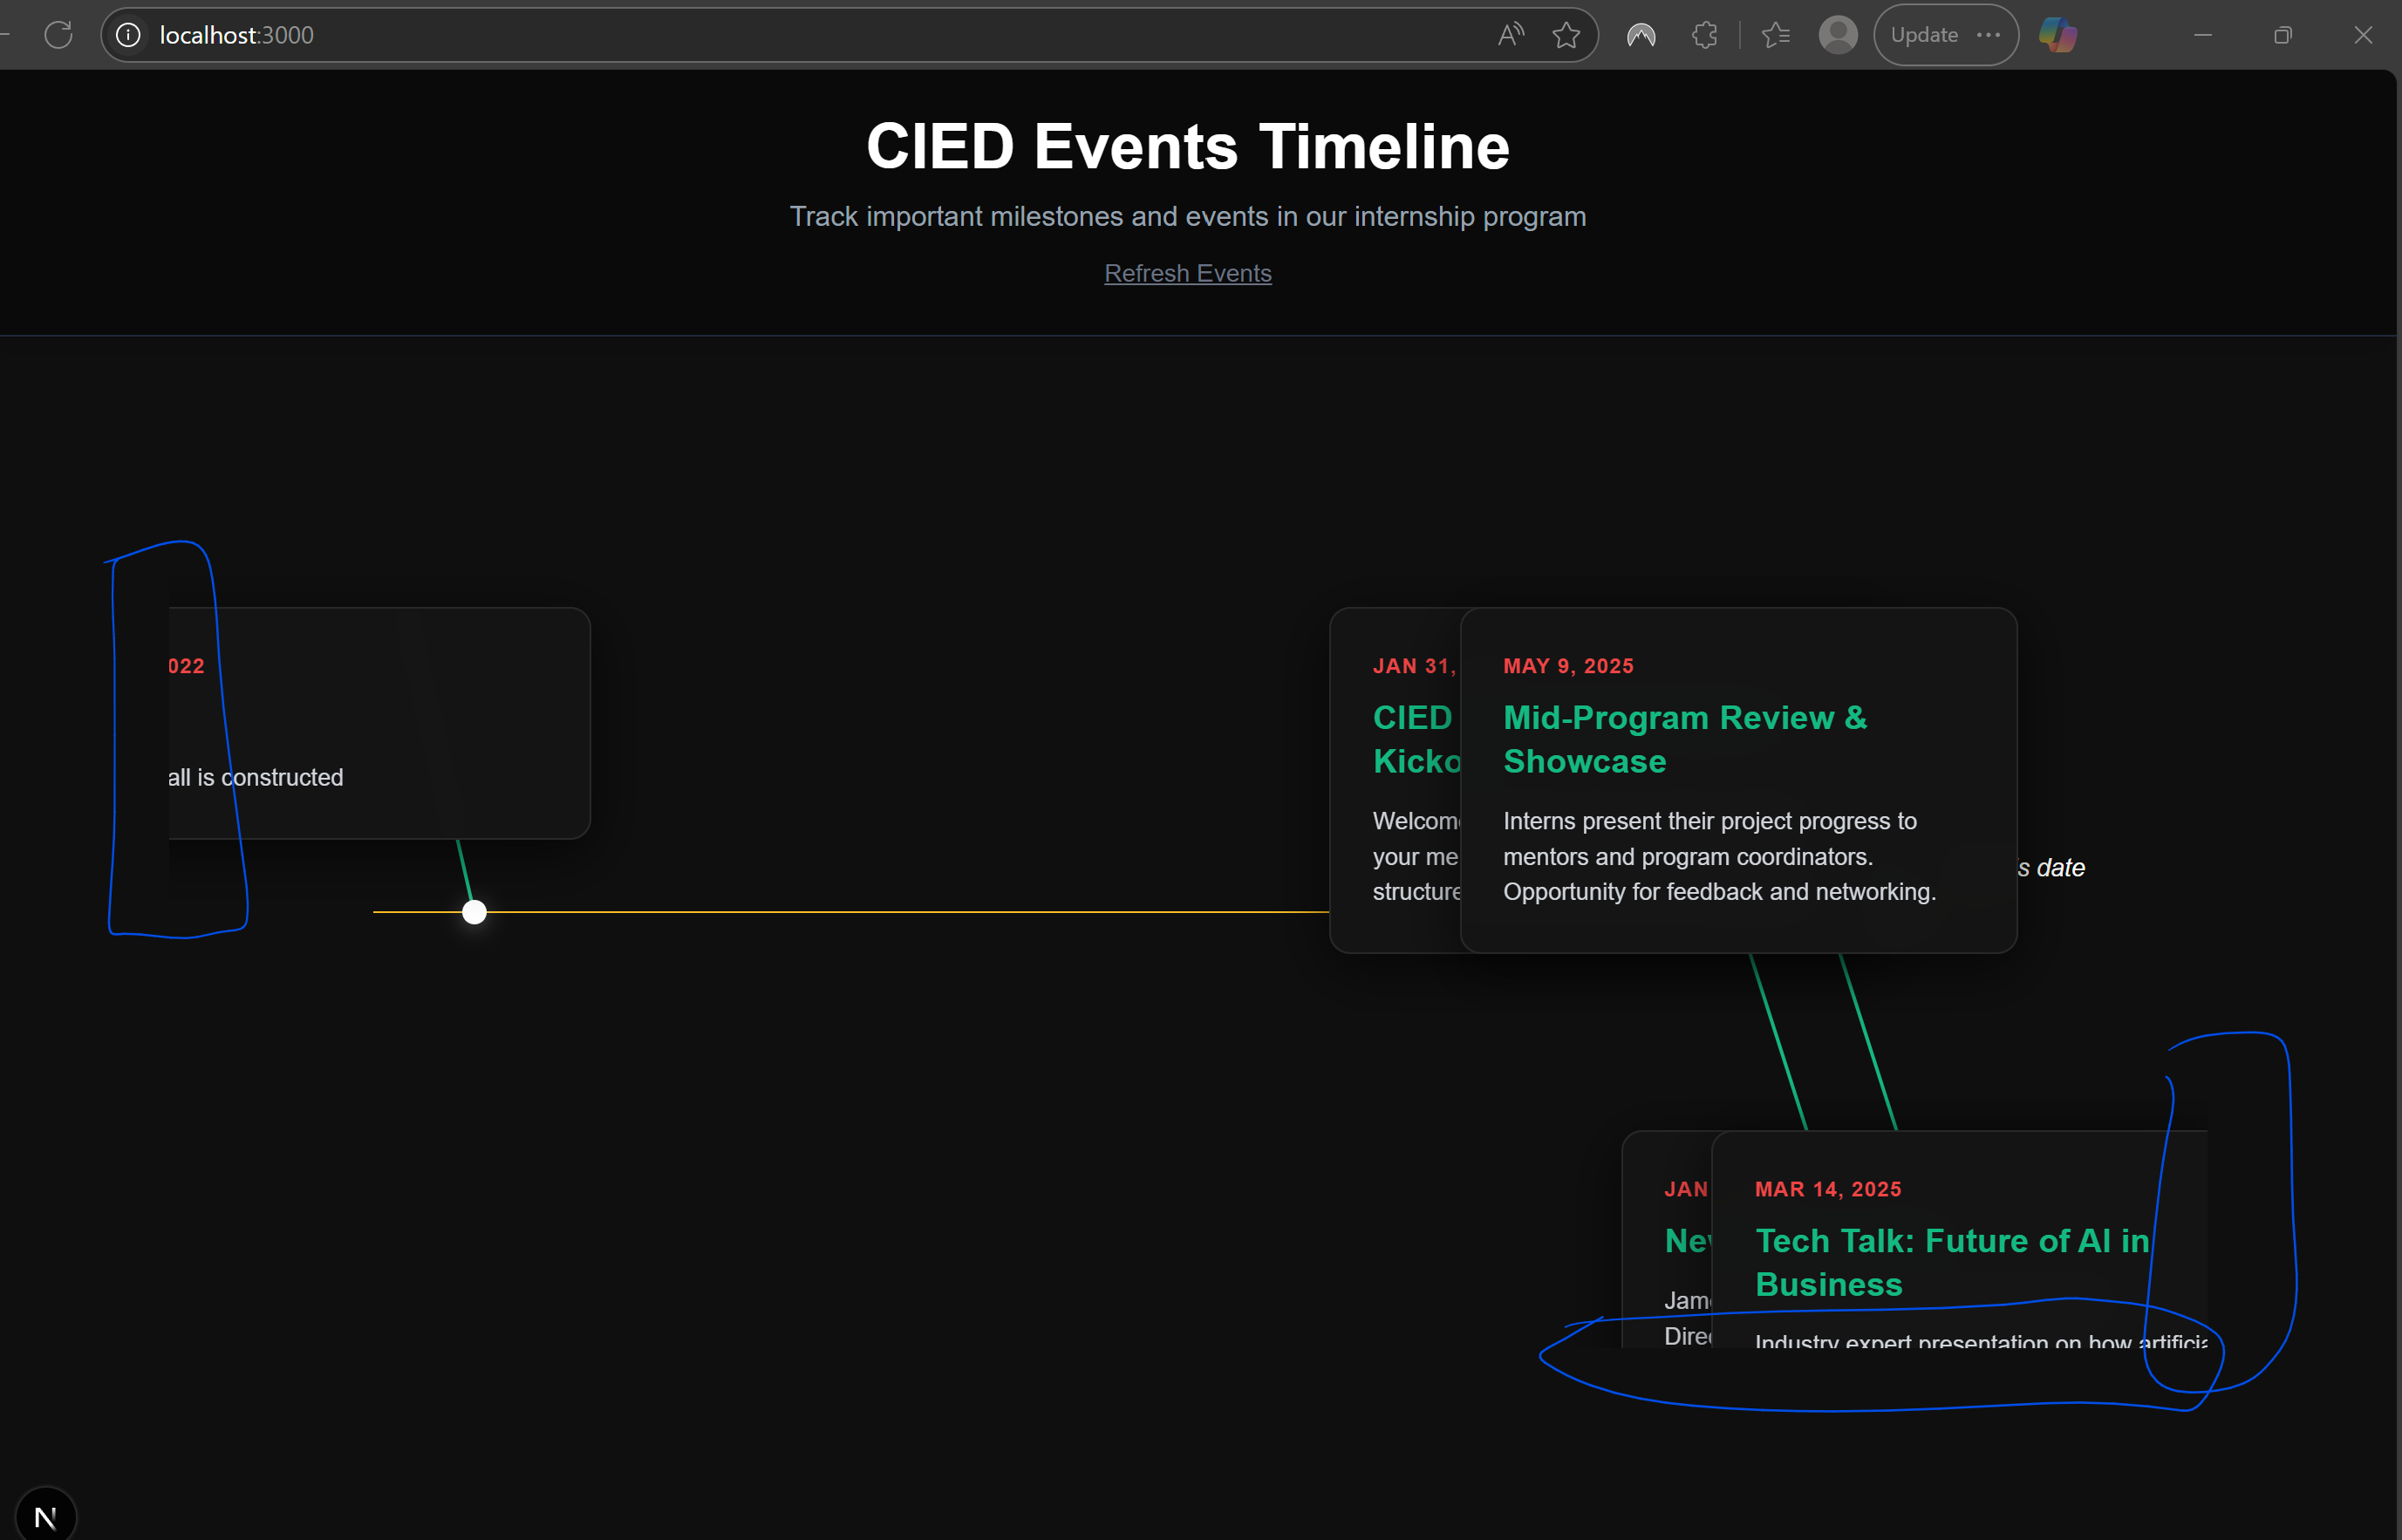 localhost:3000
Update
CIED Events Timeline
Track important milestones and events in our internship program
Refresh Events
022
all is constructed
JAN 31,
CIED
Kicko
Welcom
your me
structure
MAY 9, 2025
Mid-Program Review &
Showcase
Interns present their project progress to
mentors and program coordinators.
Opportunity for feedback and networking.
s date
JAN
Ne
Jam
Dire
MAR 14, 2025
Tech Talk: Future of AI in
Business
Industry expert presentation on how artificia
N